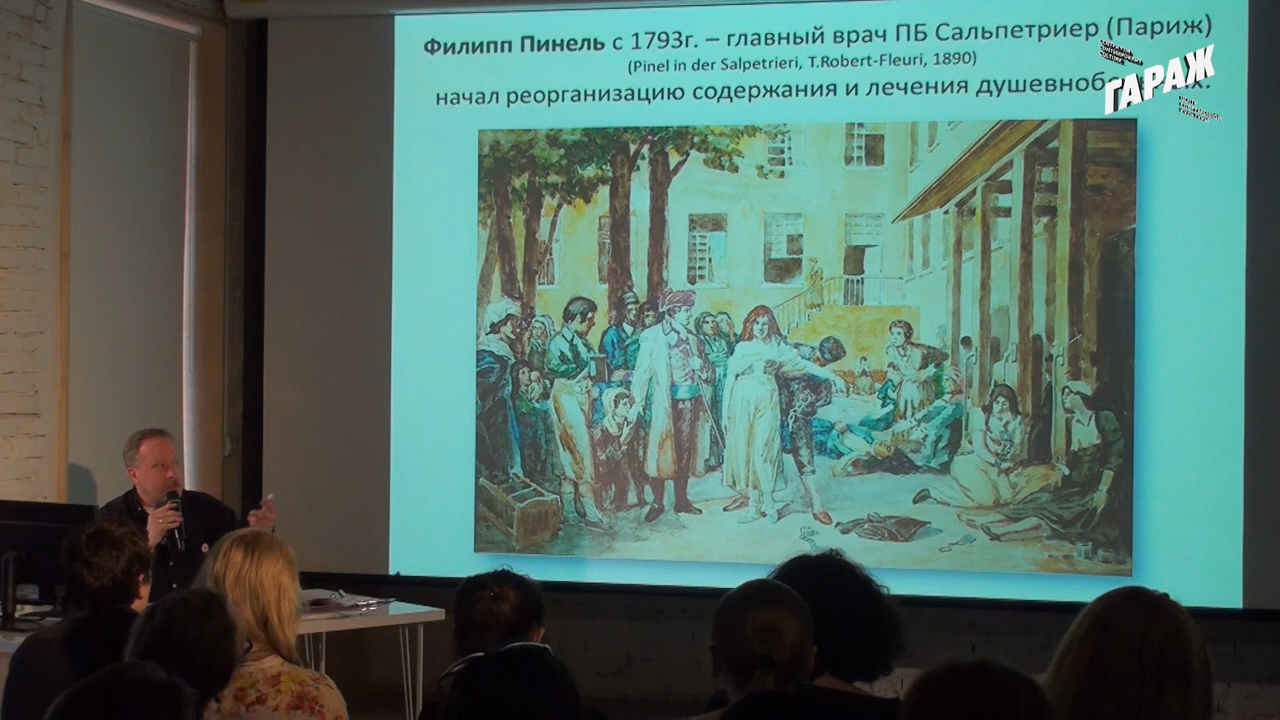 Филипп Пинель с 1793г. – главный врач ПБ Сальпетриер (Париж)
(Pinel in der Salpetrieri, T.Robert-Fleuri, 1890)
начал реорганизацию содержания и лечения
ГАРАЖ